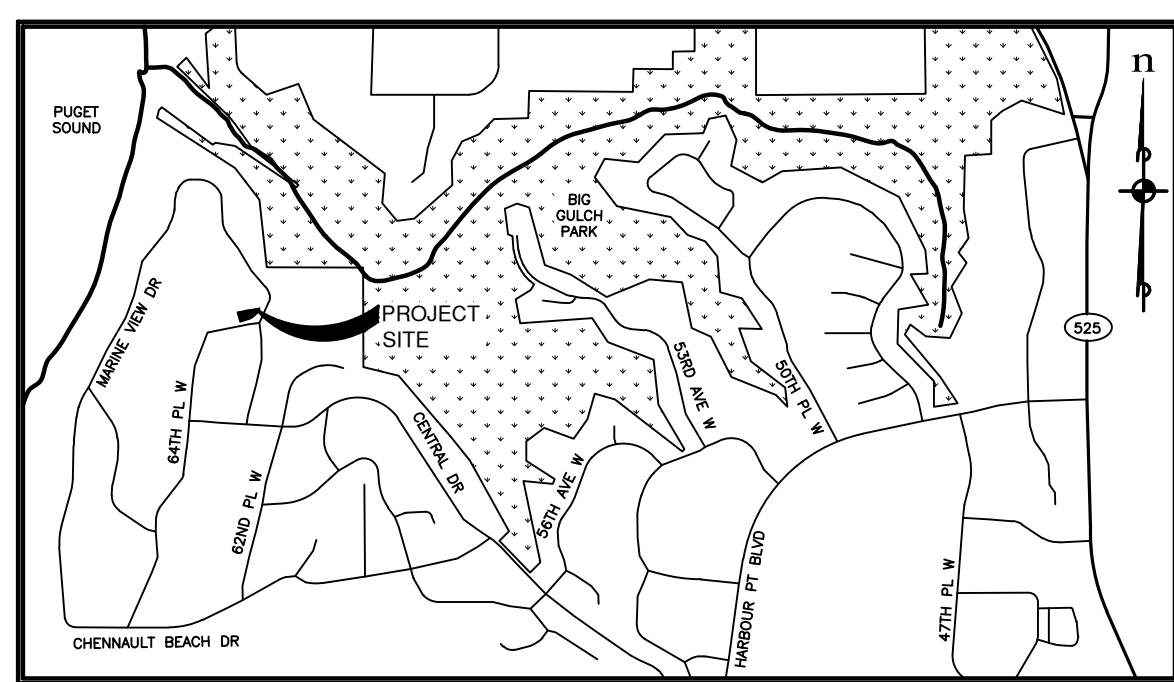 n
PUGET
SOUND
BIG
GULCH
PARK
PROJECT
SITE
525
MARINE VIEW DR
64TH PL W
62ND PL W
CENTRAL DR
56TH AVE W
53RD AVE W
50TH PL W
HARBOUR PT BLVD
47TH PL W
CHENNAULT BEACH DR